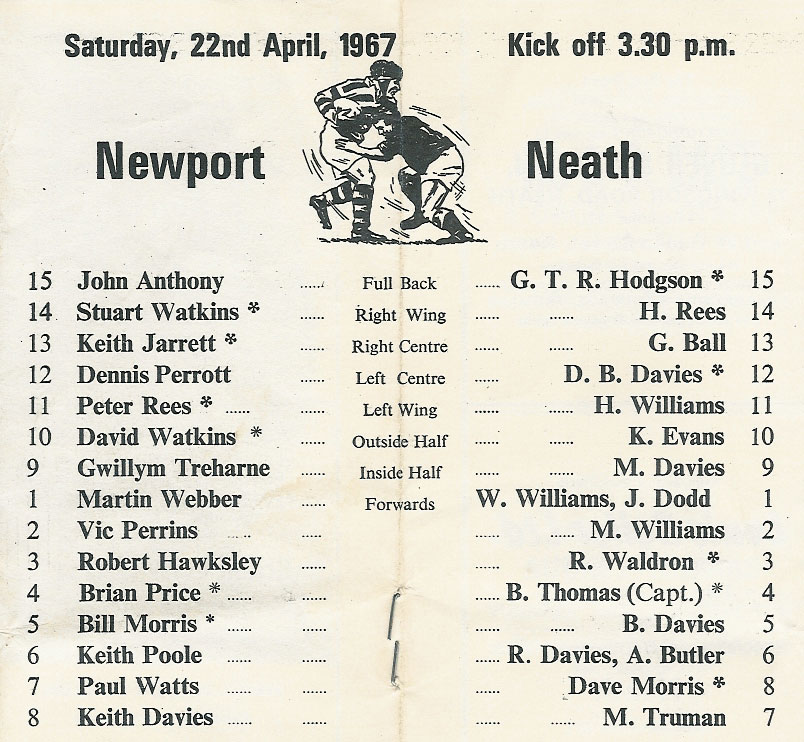 Saturday, 22nd April, 1967 Kick off 3.30 p.m.
Newport Neath
15 John Anthony ...... Full Back ...... G. T. R. Hodgson * 15
14 Stuart Watkins * ...... Right Wing ...... ...... H. Rees 14
13 Keith Jarrett * ...... Right Centre ...... ...... G. Ball 13
12 Dennis Perrott ...... Left Centre ...... D. B. Davies * 12
11 Peter Rees * ...... ...... Left Wing ...... ...... H. Williams 11
10 David Watkins * ...... Outside Half ...... ...... K. Evans 10
9 Gwillym Treharne ...... Inside Half ...... ...... M. Davies 9
1 Martin Webber ...... Forwards W. Williams, J. Dodd 1
2 Vic Perrins ...... ...... ...... ...... M. Williams 2
3 Robert Hawksley ...... ...... R. Waldron * 3
4 Brian Price * ...... ...... ...... B. Thomas (Capt.) * 4
5 Bill Morris * ...... ...... ...... ...... B. Davies 5
6 Keith Poole ...... ...... ...... R. Davies, A. Butler 6
7 Paul Watts ...... ...... ...... Dave Morris * 8
8 Keith Davies ...... ...... ...... ...... M. Truman 7